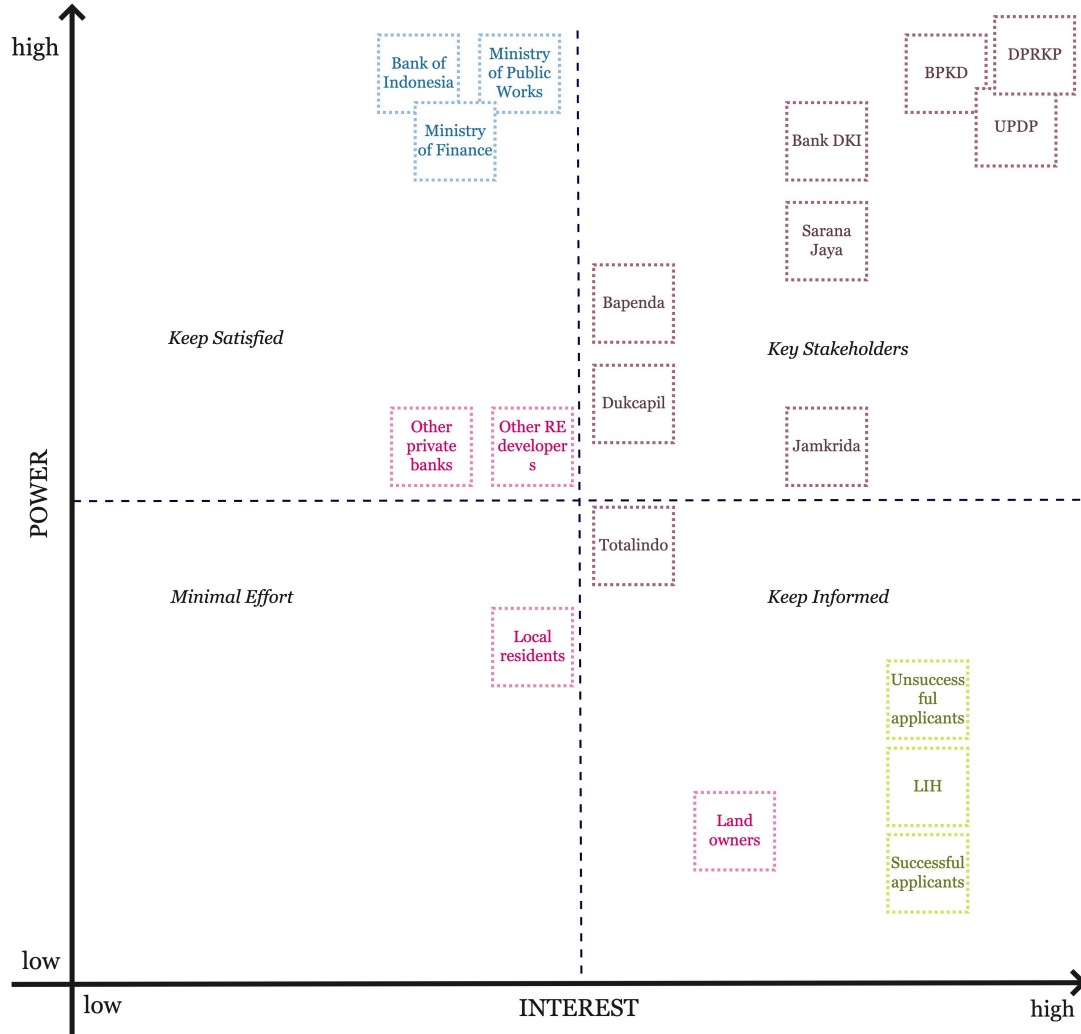 high
Bank of
Indonesia
Ministry
of Public
Works
Ministry
of Finance
BPKD
DPRKP
UPDP
Bank DKI
Sarana
Jaya
Bapenda
Keep Satisfied
Key Stakeholders
Dukcapil
Other
private
banks
Other RE
developer
s
Jamkrida
POWER
Totalindo
Minimal Effort
Keep Informed
Local
residents
Unsuccess
ful
applicants
LIH
Land
owners
Successful
applicants
low
low
INTEREST
high